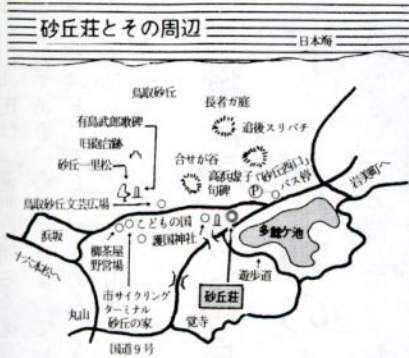 砂丘荘とその周辺
日本海
鳥取砂丘
長者ガ庭
有島武郎歌碑
追後スリバチ
旧砲台跡
合せが谷
砂丘一里松
高浜虚子
句碑
「砂丘西口」
バス停
Ⓟ
岩美町へ
鳥取砂丘文芸広場
浜坂
こどもの国
護国神社
多鯰ケ池
柳茶屋
野営場
十六本松へ
遊歩道
市サイクリング
ターミナル
砂丘の家
砂丘荘
丸山
覚寺
国道9号